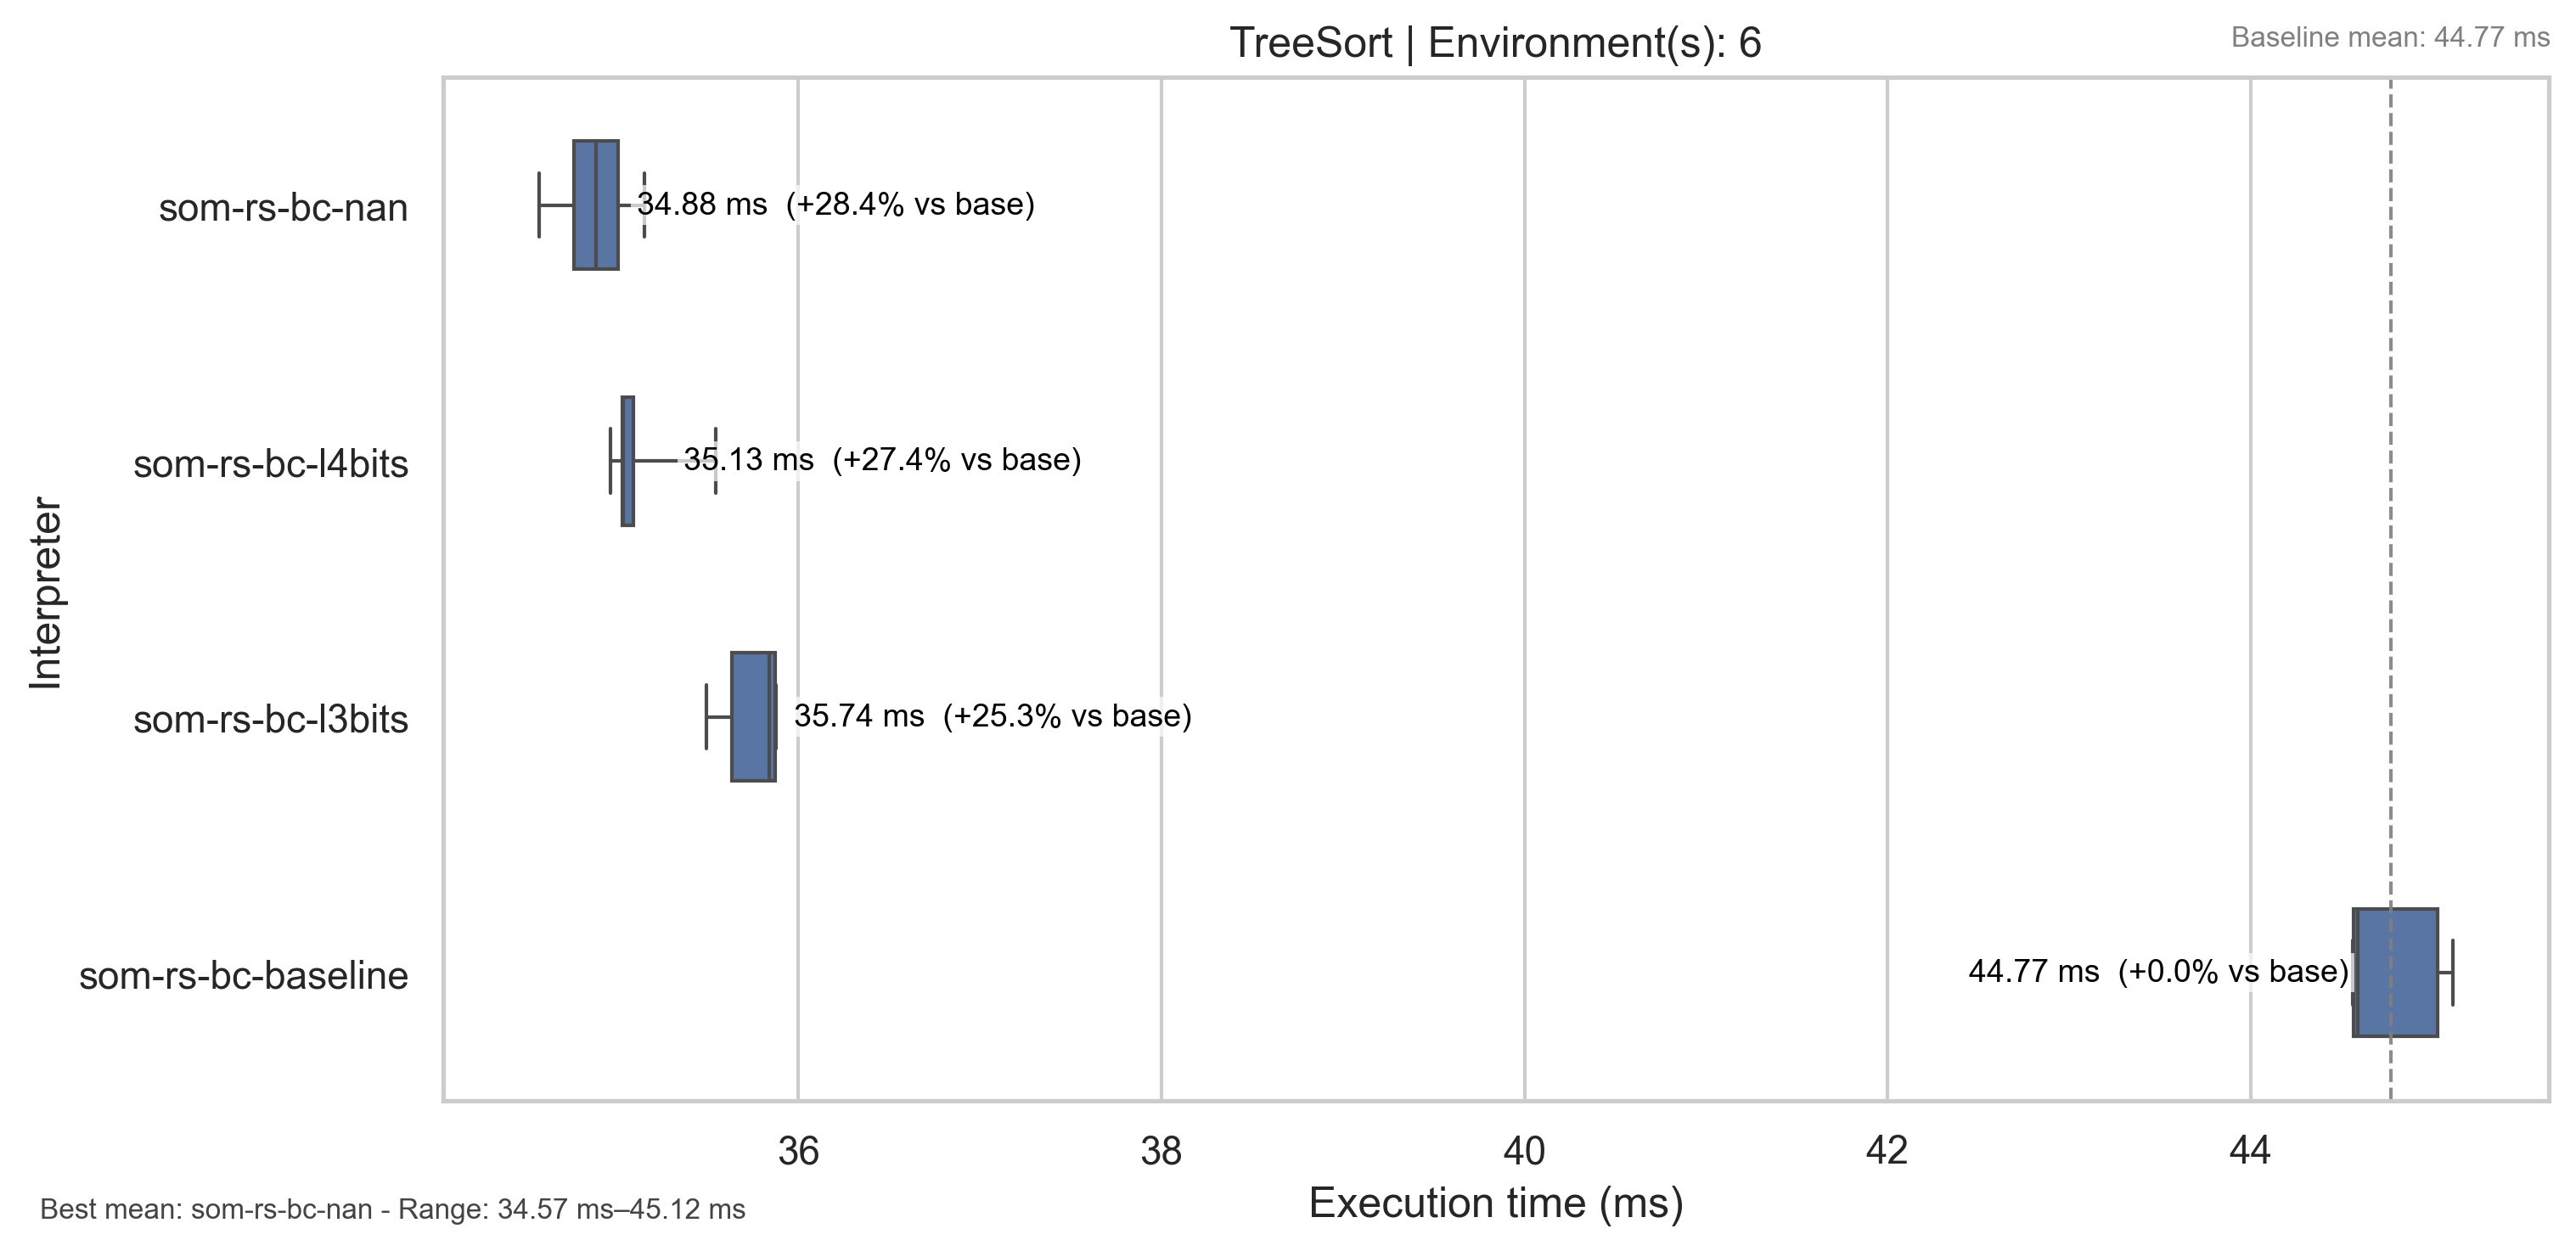 TreeSort | Environment(s): 6
Baseline mean: 44.77 ms
som-rs-bc-nan
34.88 ms  (+28.4% vs base)
som-rs-bc-l4bits
35.13 ms  (+27.4% vs base)
som-rs-bc-l3bits
35.74 ms  (+25.3% vs base)
som-rs-bc-baseline
44.77 ms  (+0.0% vs base)
Interpreter
36 38 40 42 44
Execution time (ms)
Best mean: som-rs-bc-nan - Range: 34.57 ms–45.12 ms